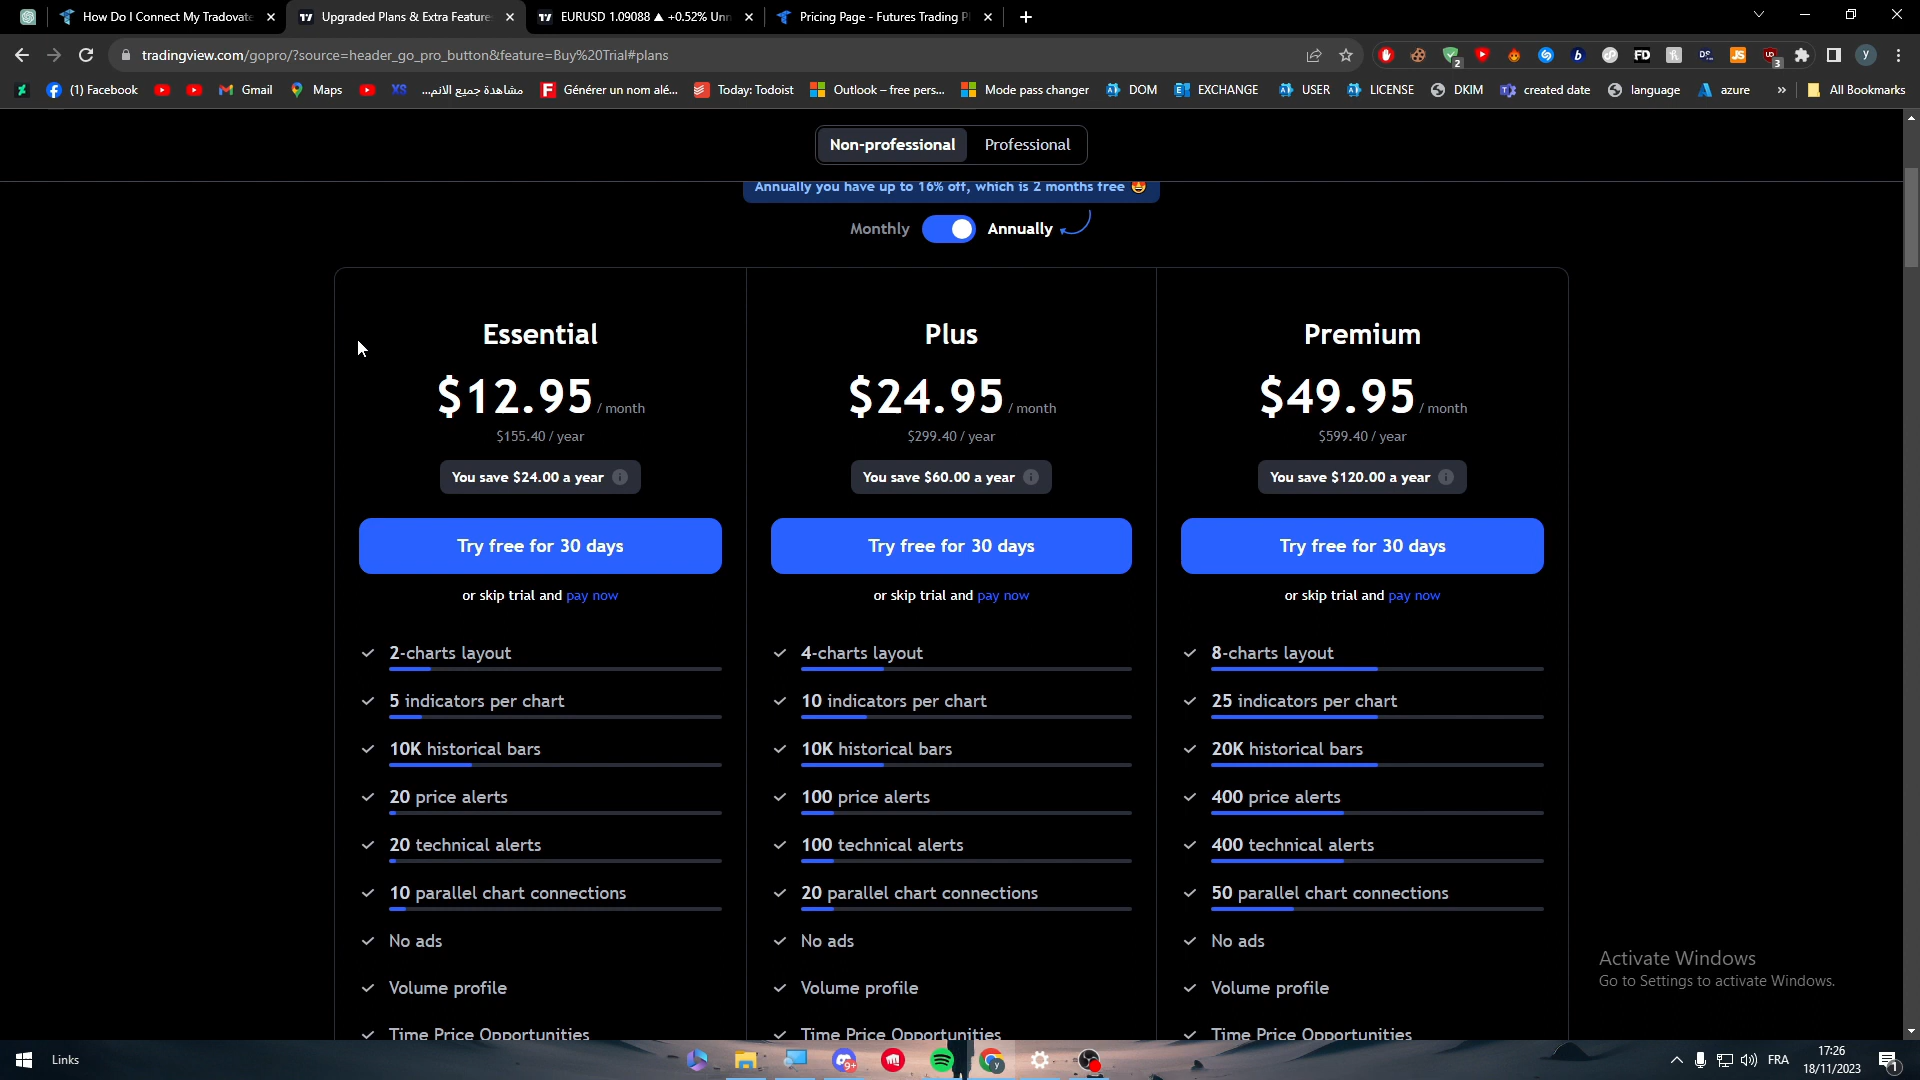 How Do I Connect My Tradovate
Upgraded Plans & Extra Feature
EURUSD 1.09088 ▲ +0.52% Unn
Pricing Page - Futures Trading Pl
tradingview.com/gopro/?source=header_go_pro_button&feature=Buy%20Trial#plans
(1) Facebook
Gmail
Maps
XS
مشاهدة جميع الانم...
Générer un nom alé...
Today: Todoist
Outlook – free pers...
Mode pass changer
DOM
EXCHANGE
USER
LICENSE
DKIM
created date
language
azure
»
All Bookmarks
Non-professional
Professional
Annually you have up to 16% off, which is 2 months free
Monthly
Annually
Essential
$12.95 / month
$155.40 / year
You save $24.00 a year
Try free for 30 days
or skip trial and pay now
2-charts layout
5 indicators per chart
10K historical bars
20 price alerts
20 technical alerts
10 parallel chart connections
No ads
Volume profile
Time Price Opportunities
Plus
$24.95 / month
$299.40 / year
You save $60.00 a year
Try free for 30 days
or skip trial and pay now
4-charts layout
10 indicators per chart
10K historical bars
100 price alerts
100 technical alerts
20 parallel chart connections
No ads
Volume profile
Time Price Opportunities
Premium
$49.95 / month
$599.40 / year
You save $120.00 a year
Try free for 30 days
or skip trial and pay now
8-charts layout
25 indicators per chart
20K historical bars
400 price alerts
400 technical alerts
50 parallel chart connections
No ads
Volume profile
Time Price Opportunities
Activate Windows
Go to Settings to activate Windows.
Links
FRA
17:26
18/11/2023